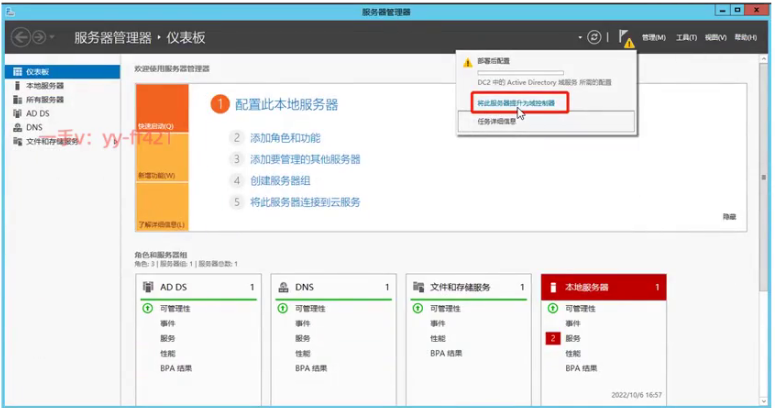 服务器管理器
服务器管理器 ▸ 仪表板
管理(M) 工具(T) 视图(V) 帮助(H)
仪表板
本地服务器
所有服务器
AD DS
DNS
文件和存储服务
一手v：yy-ff421
欢迎使用服务器管理器
快速启动(Q)
新增功能(W)
了解详细信息(L)
1 配置此本地服务器
2 添加角色和功能
3 添加要管理的其他服务器
4 创建服务器组
5 将此服务器连接到云服务
隐藏
部署后配置
DC2 中的 Active Directory 域服务 所需的配置
将此服务器提升为域控制器
任务详细信息
角色和服务器组
角色: 3 | 服务器组: 1 | 服务器总数: 1
AD DS 1
可管理性
事件
服务
性能
BPA 结果
DNS 1
可管理性
事件
服务
性能
BPA 结果
文件和存储服务 1
可管理性
事件
性能
BPA 结果
本地服务器 1
可管理性
事件
2 服务
性能
BPA 结果
2022/10/6 16:57